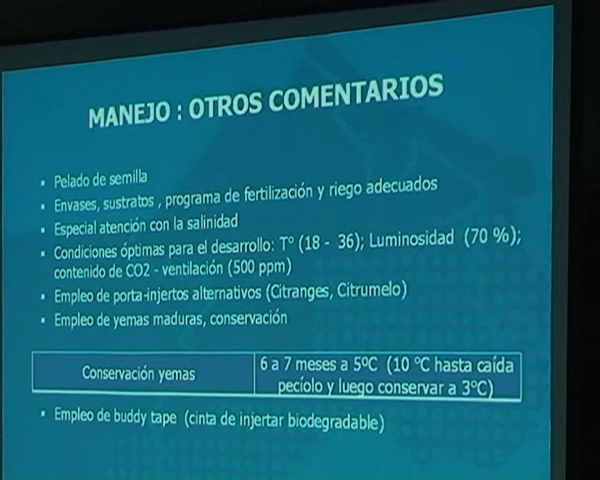 MANEJO : OTROS COMENTARIOS
▪ Pelado de semilla
▪ Envases, sustratos , programa de fertilización y riego adecuados
▪ Especial atención con la salinidad
▪ Condiciones óptimas para el desarrollo: Tº (18 - 36); Luminosidad (70 %);
contenido de CO2 - ventilación (500 ppm)
▪ Empleo de porta-injertos alternativos (Citranges, Citrumelo)
▪ Empleo de yemas maduras, conservación
Conservación yemas
6 a 7 meses a 5ºC (10 ºC hasta caída
pecíolo y luego conservar a 3ºC)
▪ Empleo de buddy tape (cinta de injertar biodegradable)